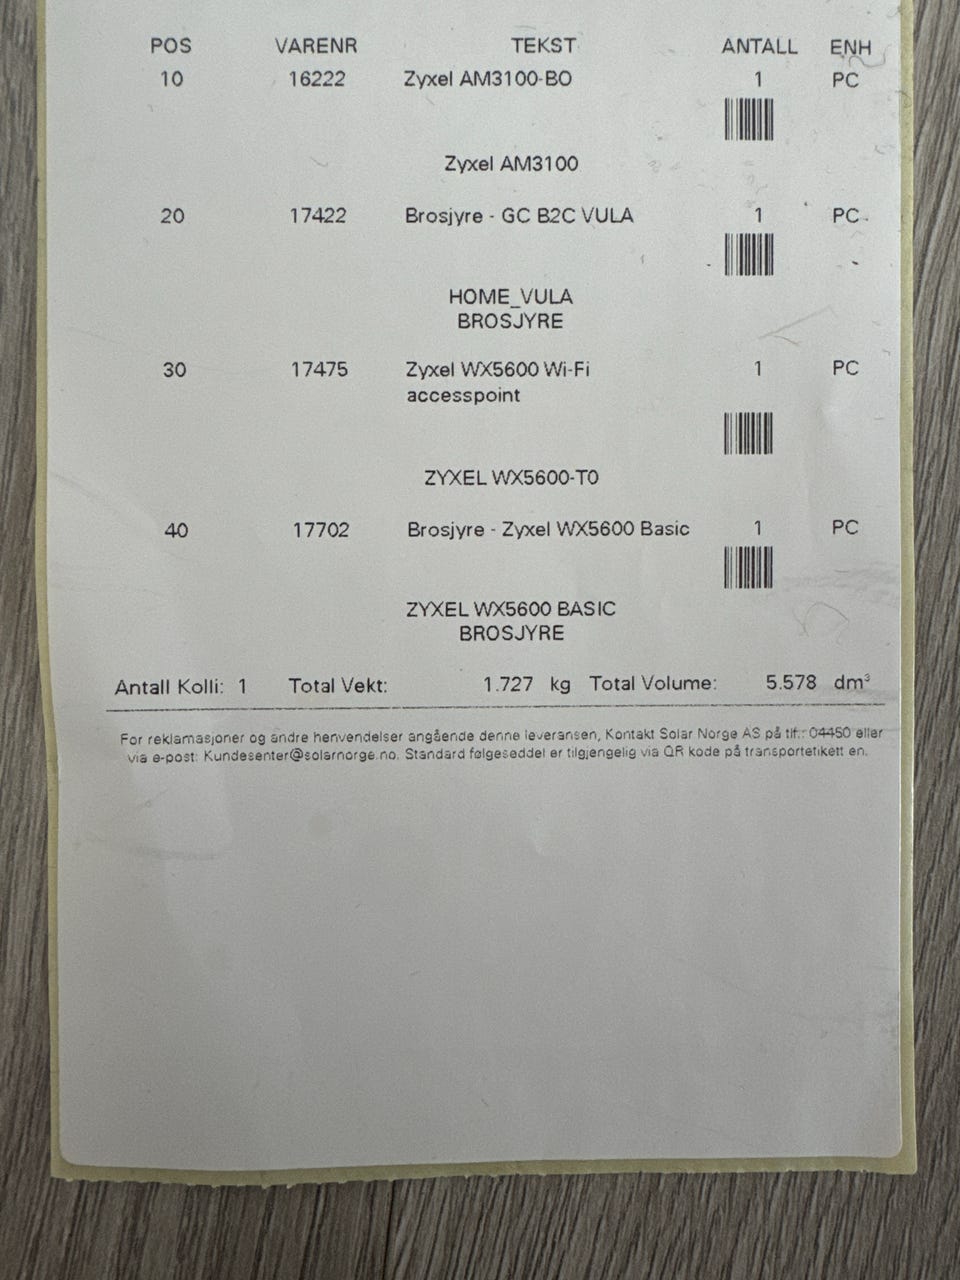 POS VARENR TEKST ANTALL ENH
10 16222 Zyxel AM3100-B0 1 PC
Zyxel AM3100
20 17422 Brosjyre - GC B2C VULA 1 PC
HOME_VULA
BROSJYRE
30 17475 Zyxel WX5600 Wi-Fi 1 PC
accesspoint
ZYXEL WX5600-T0
40 17702 Brosjyre - Zyxel WX5600 Basic 1 PC
ZYXEL WX5600 BASIC
BROSJYRE
Antall Kolli: 1 Total Vekt: 1.727 kg Total Volume: 5.578 dm³
For reklamasjoner og andre henvendelser angående denne leveransen, Kontakt Solar Norge AS på tlf.: 04450 eller
via e-post: Kundesenter@solarnorge.no. Standard følgeseddel er tilgjengelig via QR kode på transportetikett en.